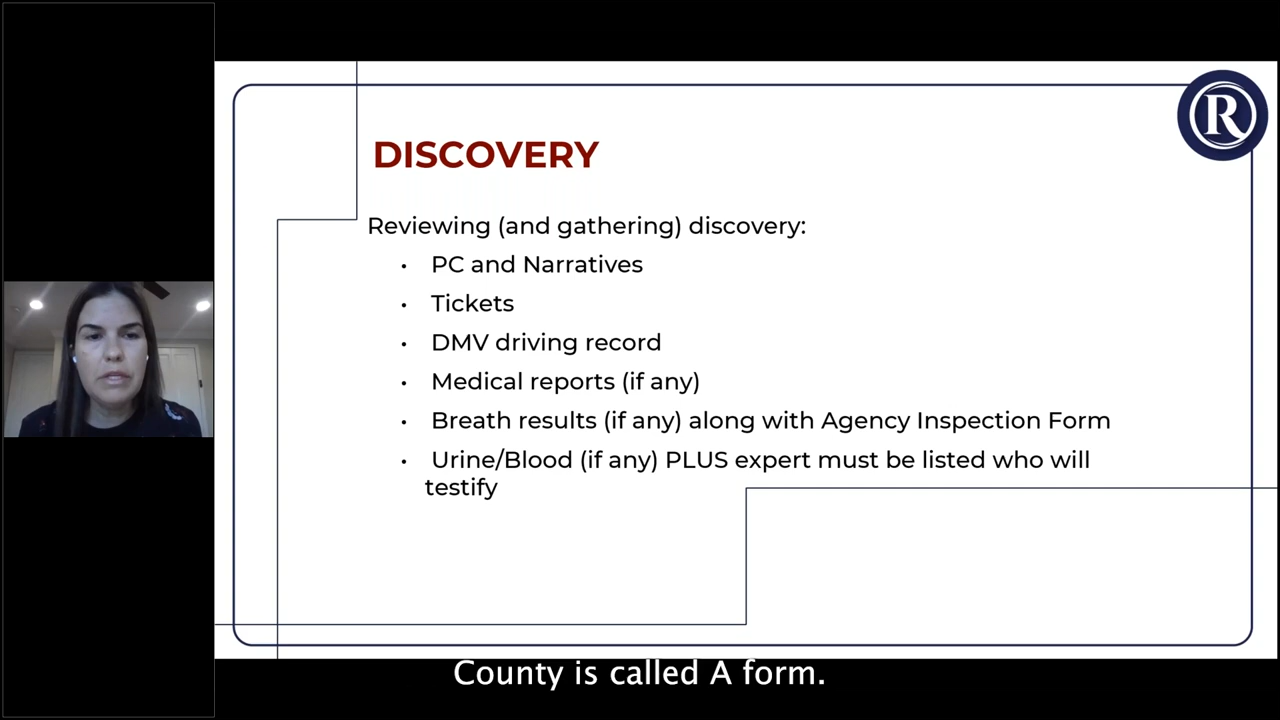 R
DISCOVERY
Reviewing (and gathering) discovery:
• PC and Narratives
• Tickets
• DMV driving record
• Medical reports (if any)
• Breath results (if any) along with Agency Inspection Form
• Urine/Blood (if any) PLUS expert must be listed who will
testify
County is called A form.